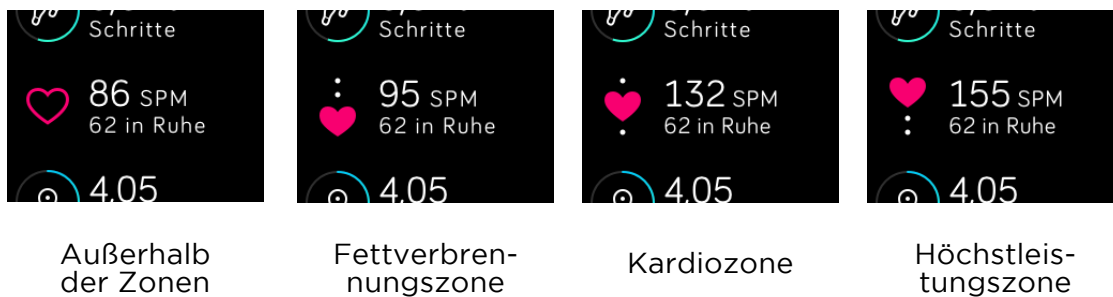 Schritte
86 SPM
62 in Ruhe
4,05
Außerhalb
der Zonen
Schritte
95 SPM
62 in Ruhe
4,05
Fettverbren-
nungszone
Schritte
132 SPM
62 in Ruhe
4,05
Kardiozone
Schritte
155 SPM
62 in Ruhe
4,05
Höchstleis-
tungszone